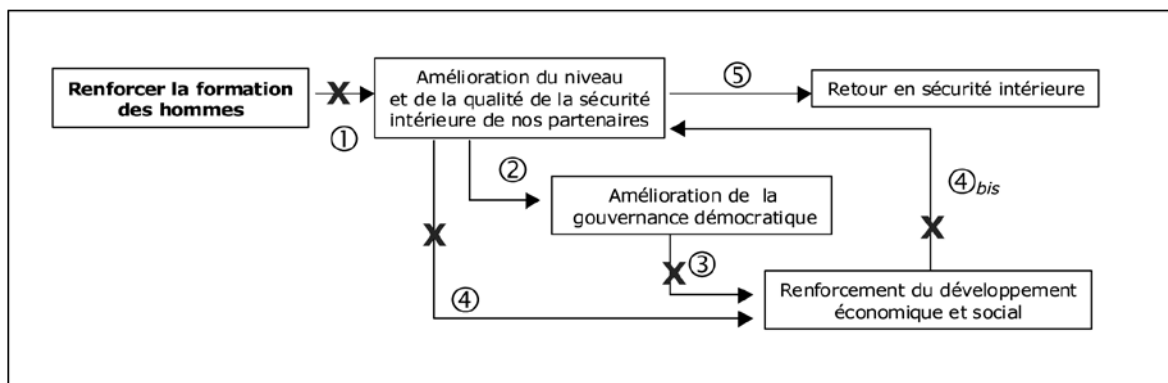 Renforcer la formation
des hommes
X
①
Amélioration du niveau
et de la qualité de la sécurité
intérieure de nos partenaires
⑤
Retour en sécurité intérieure
②
Amélioration de la
gouvernance démocratique
④bis
X
X
X
③
④
Renforcement du développement
économique et social